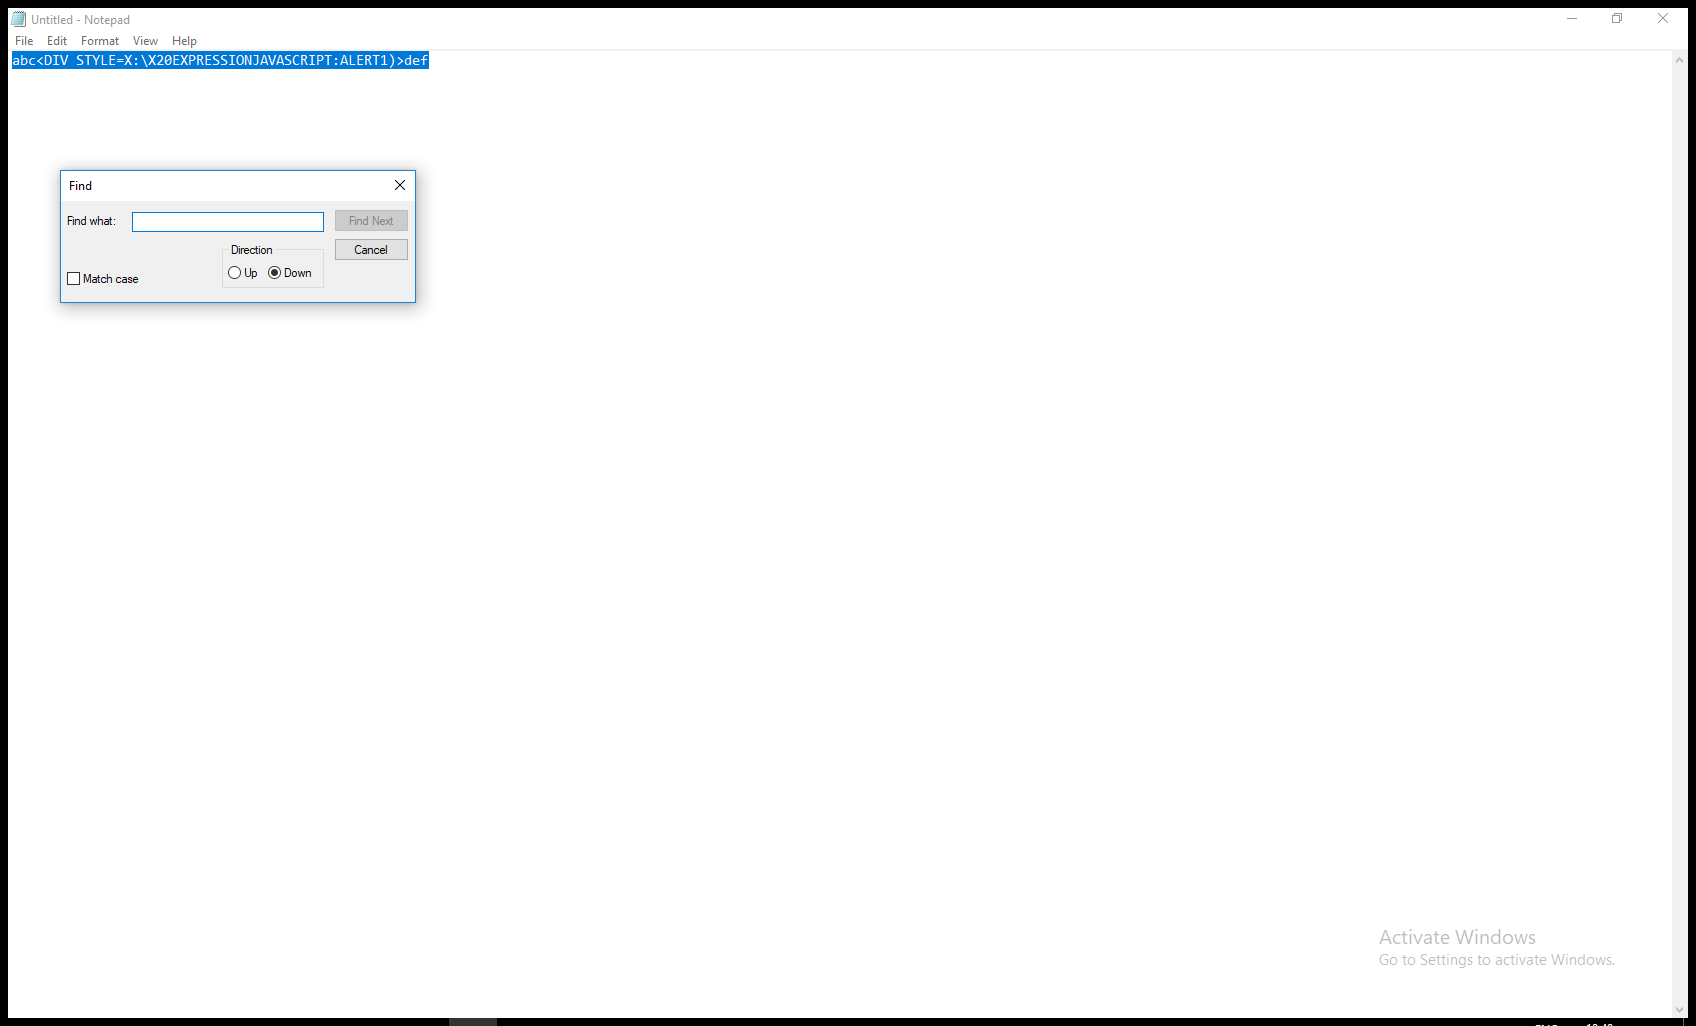 Untitled - Notepad
File Edit Format View Help
abc<DIV STYLE=X:\X20EXPRESSIONJAVASCRIPT:ALERT1)>def
Find
Find what:
Find Next
Direction
Cancel
Up Down
Match case
Activate Windows
Go to Settings to activate Windows.